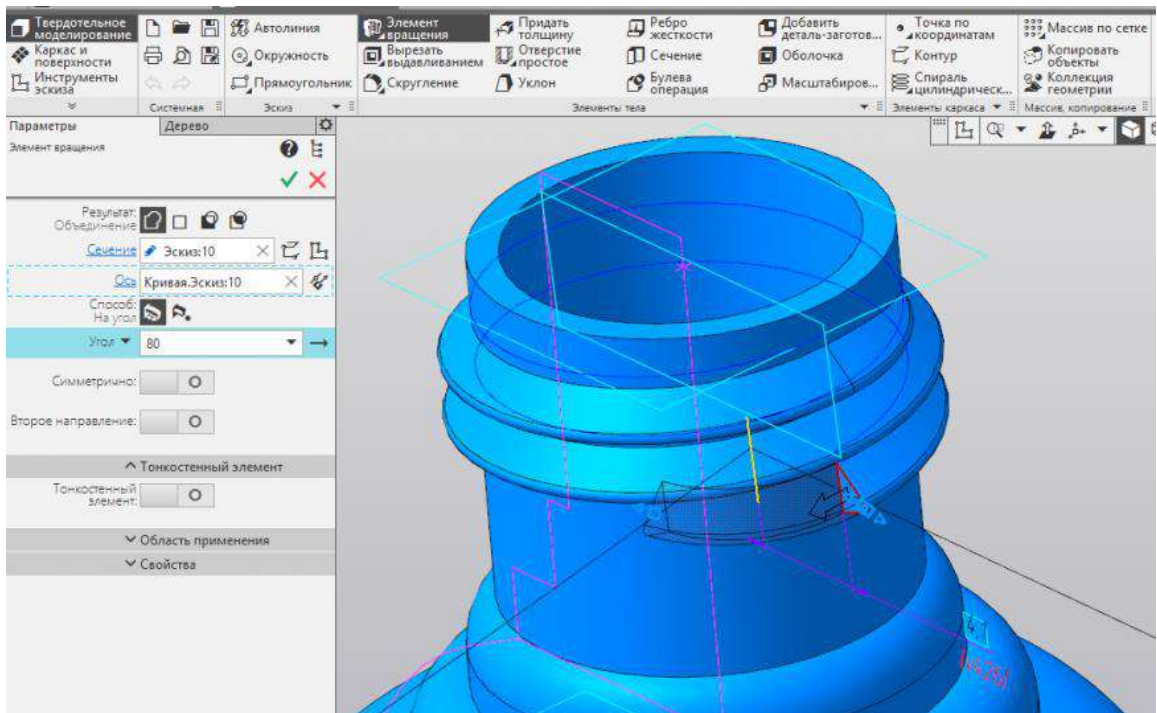 Твердотельное моделирование
Каркас и поверхности
Инструменты эскиза
Системная
Автолиния
Окружность
Прямоугольник
Эскиз
Элемент вращения
Вырезать выдавливанием
Скругление
Придать толщину
Отверстие простое
Уклон
Ребро жесткости
Сечение
Булева операция
Добавить деталь-заготов...
Оболочка
Масштабиров...
Элементы тела
Точка по координатам
Контур
Спираль цилиндрическ...
Элементы каркаса
Массив по сетке
Копировать объекты
Коллекция геометрии
Массив, копирование
Параметры
Дерево
Элемент вращения
Результат:
Объединение
Сечение
Эскиз:10
Ось
Кривая.Эскиз:10
Способ:
На угол
Угол
80
Симметрично:
Второе направление:
Тонкостенный элемент
Тонкостенный элемент:
Область применения
Свойства